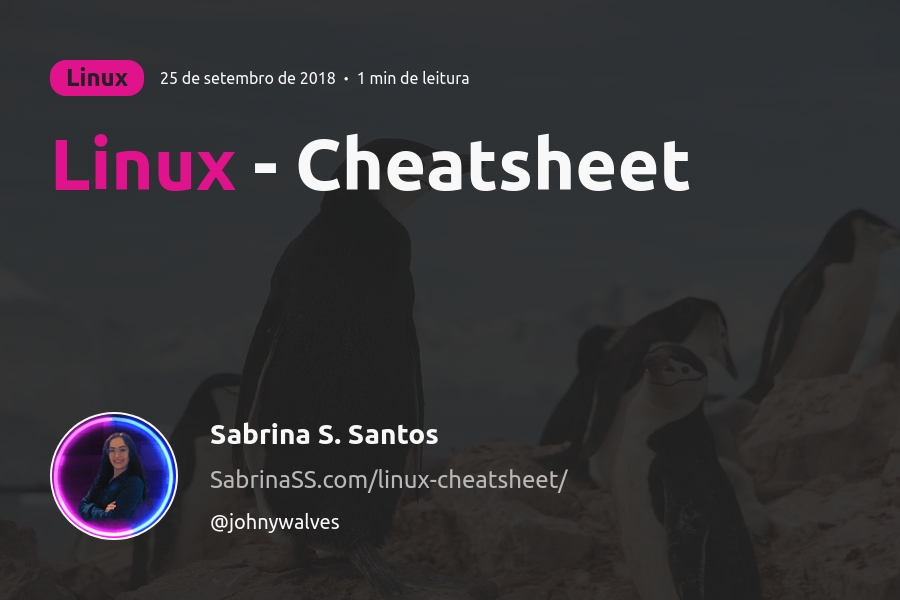 Linux
25 de setembro de 2018 • 1 min de leitura
Linux - Cheatsheet
Sabrina S. Santos
SabrinaSS.com/linux-cheatsheet/
@johnywalves